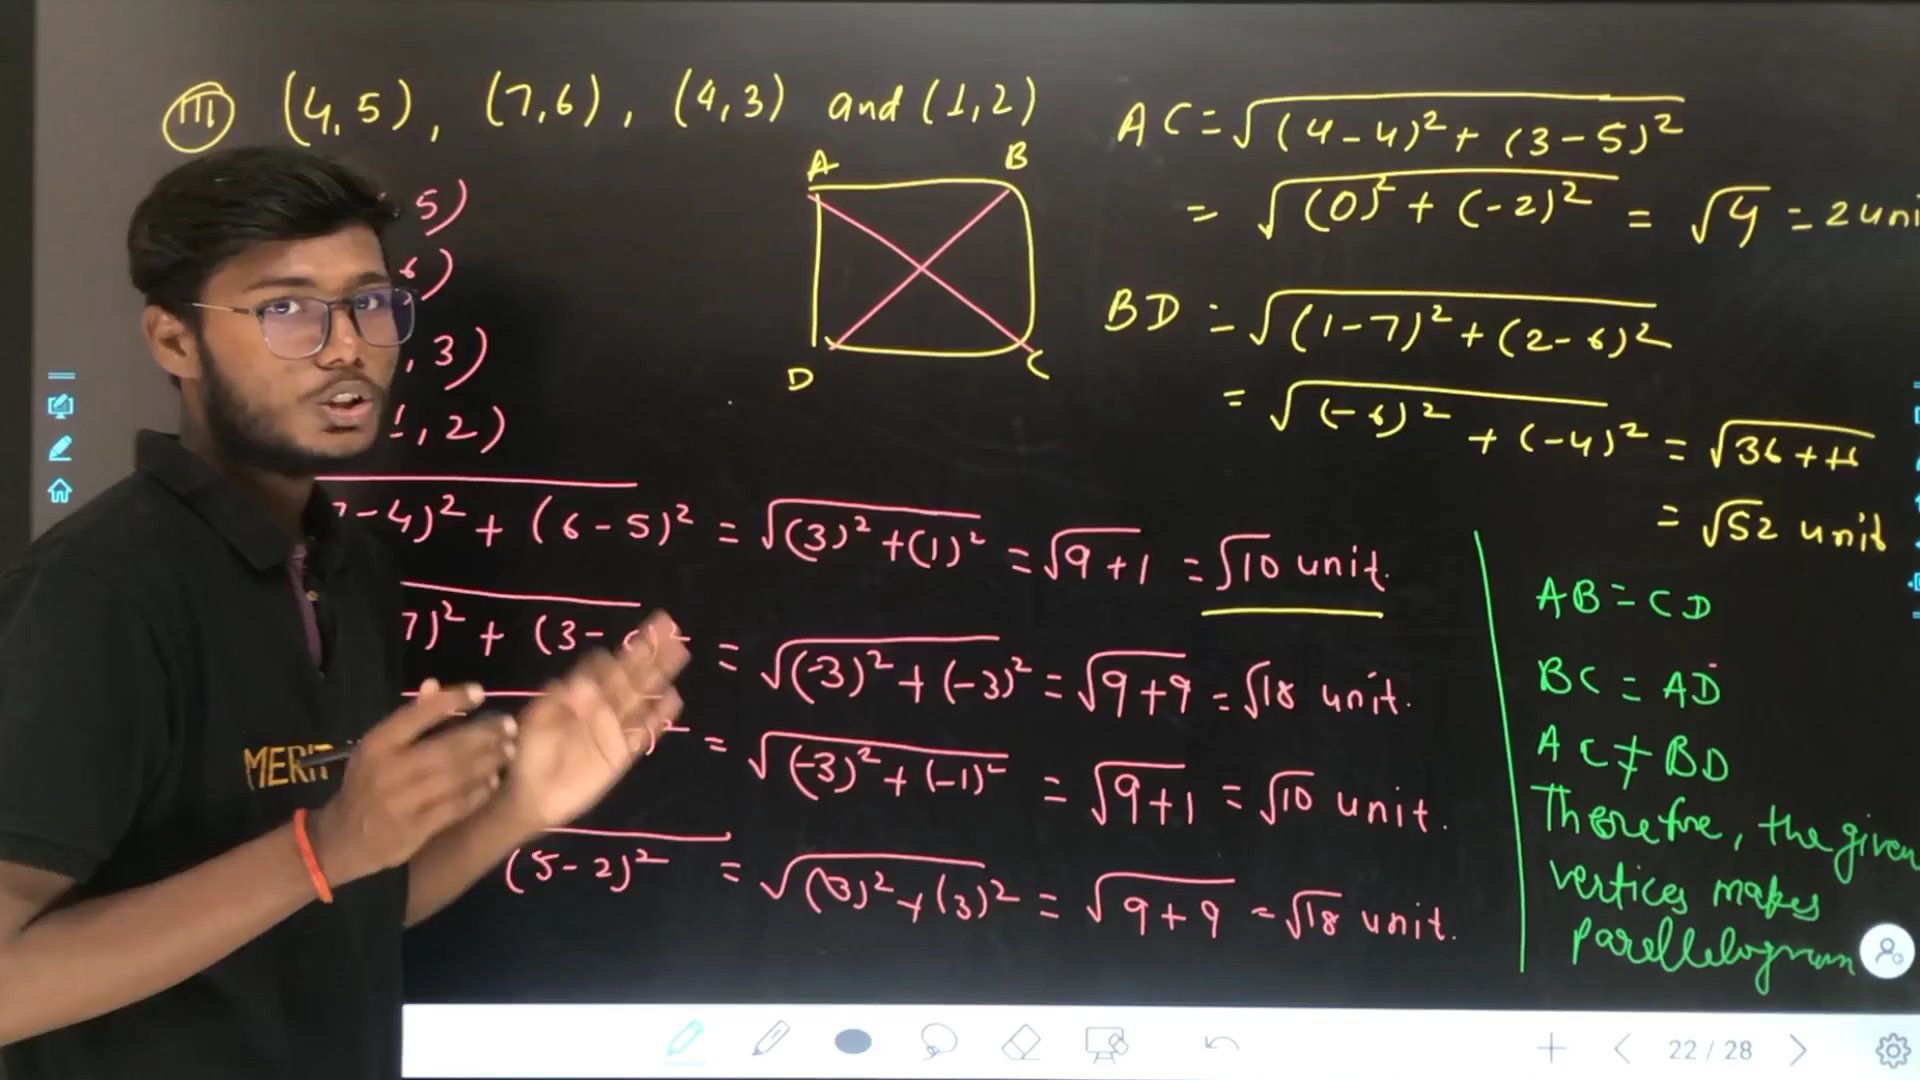 III (4,5), (7,6), (4,3) and (1,2)
5)
6)
, 3)
1, 2)
A B
D C
7-4)² + (6-5)² = √(3)²+(1)² = √9+1 = √10 unit.
7)² + (3- )² = √(-3)²+(-3)² = √9+9 = √18 unit.
)² = √(-3)²+(-1)² = √9+1 = √10 unit.
(5-2)² = √(3)²+(3)² = √9+9 = √18 unit.
AC = √(4-4)² + (3-5)²
= √(0)² + (-2)² = √4 = 2 uni
BD = √(1-7)² + (2-6)²
= √(-6)² + (-4)² = √36+
= √52 unit
AB = CD
BC = AD
AC ≠ BD
Therefore, the given
vertices makes
parellelogram
MERIT
22 / 28